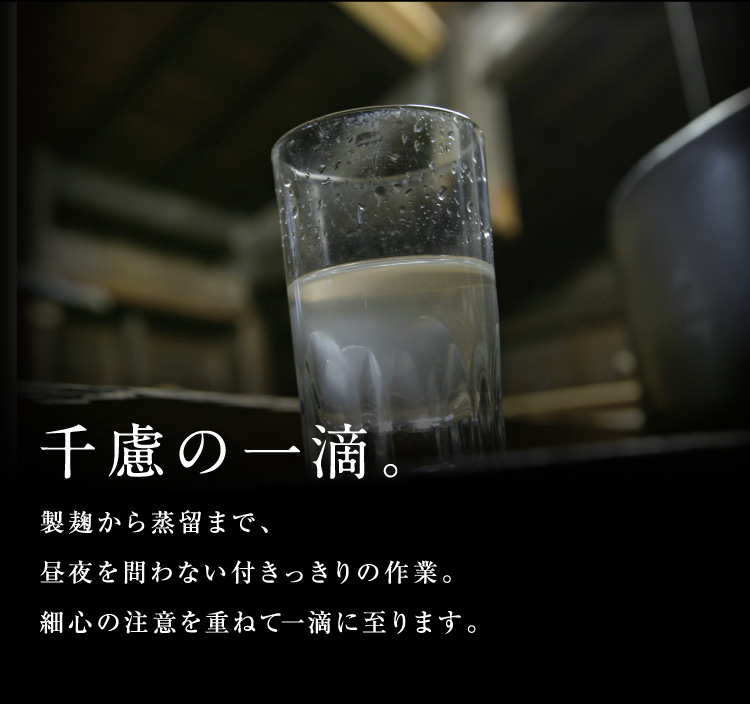 千慮の一滴。
製麹から蒸留まで、
昼夜を問わない付きっきりの作業。
細心の注意を重ねて一滴に至ります。